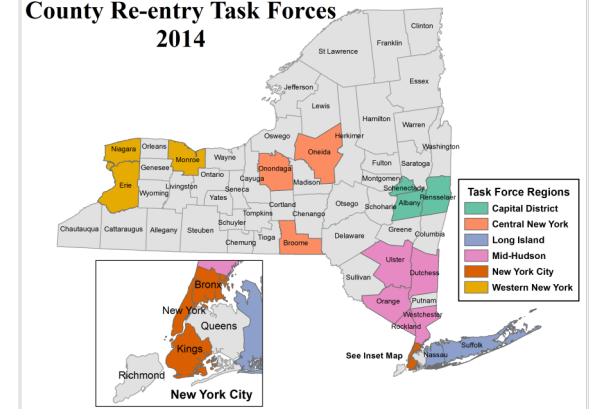 County Re-entry Task Forces
2014
Clinton
Franklin
St Lawrence
Essex
Jefferson
Lewis
Hamilton
Warren
Oswego
Herkimer
Washington
Oneida
Niagara
Orleans
Monroe
Wayne
Genesee
Ontario
Onondaga
Cayuga
Madison
Fulton
Saratoga
Montgomery
Schenectady
Rensselaer
Erie
Wyoming
Livingston
Seneca
Yates
Cortland
Otsego
Schoharie
Albany
Chenango
Tompkins
Schuyler
Chautauqua
Cattaraugus
Allegany
Steuben
Chemung
Tioga
Broome
Delaware
Greene
Columbia
Ulster
Dutchess
Sullivan
Orange
Putnam
Westchester
Rockland
See Inset Map
Nassau
Suffolk
Task Force Regions
Capital District
Central New York
Long Island
Mid-Hudson
New York City
Western New York
Bronx
New York
Queens
Kings
Richmond
New York City